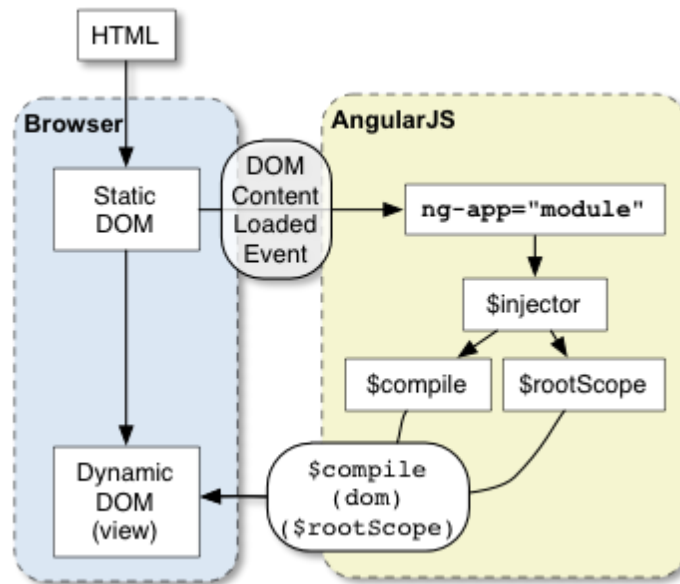 HTML
Browser
Static
DOM
DOM
Content
Loaded
Event
Dynamic
DOM
(view)
AngularJS
ng-app="module"
$injector
$compile
$rootScope
$compile
(dom)
($rootScope)